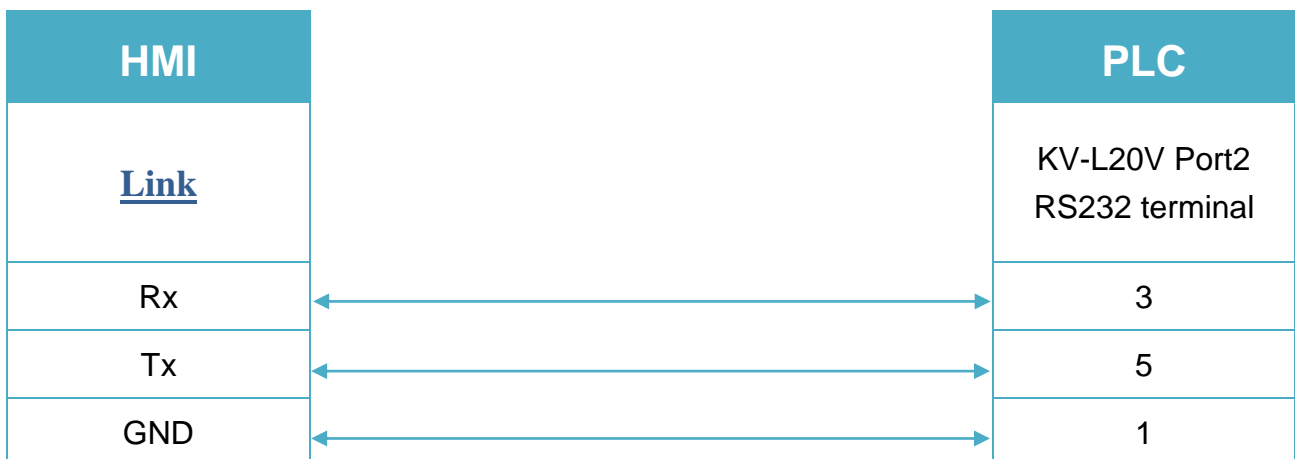 HMI PLC
Link KV-L20V Port2
RS232 terminal
Rx 3
Tx 5
GND 1